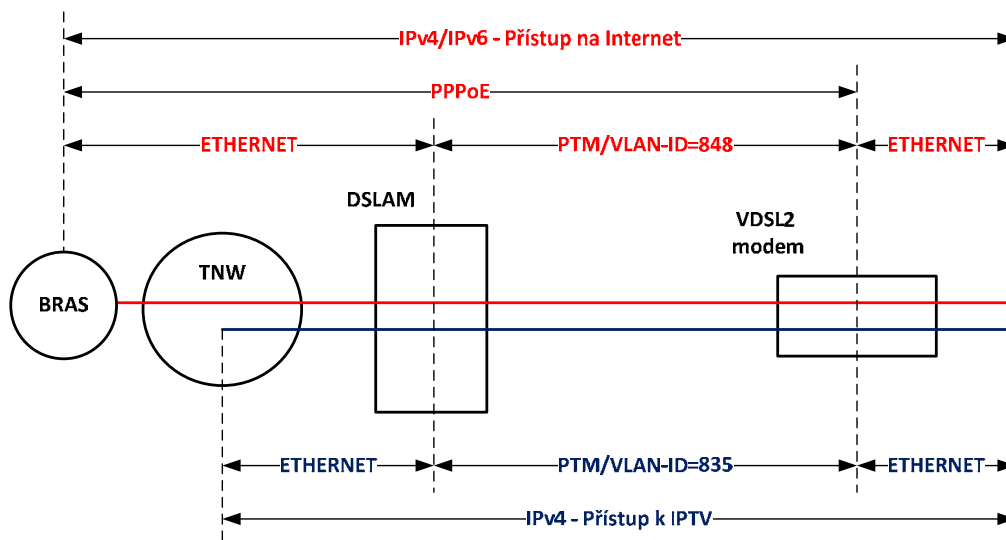 IPv4/IPv6 - Přístup na Internet
PPPoE
ETHERNET
PTM/VLAN-ID=848
ETHERNET
DSLAM
VDSL2
modem
TNW
BRAS
ETHERNET
PTM/VLAN-ID=835
ETHERNET
IPv4 - Přístup k IPTV